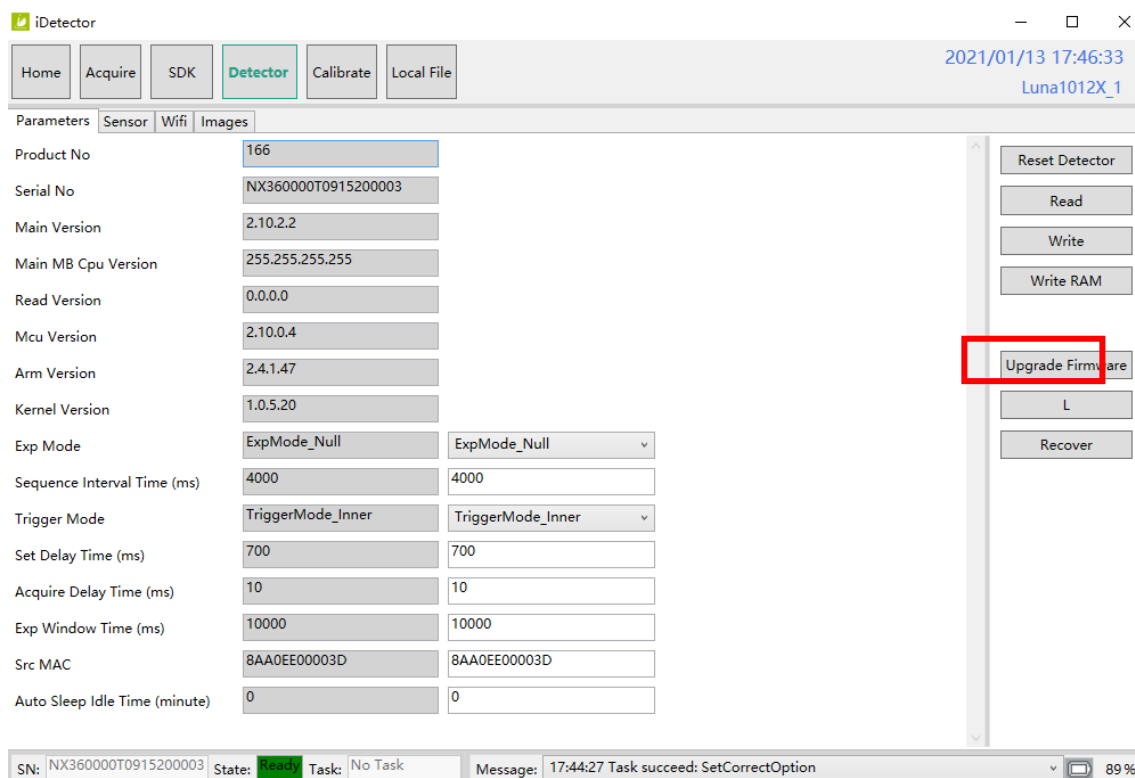 iDetector
Home Acquire SDK Detector Calibrate Local File
2021/01/13 17:46:33
Luna1012X_1
Parameters Sensor Wifi Images
Product No 166
Reset Detector
Serial No NX360000T0915200003
Read
Main Version 2.10.2.2
Write
Main MB Cpu Version 255.255.255.255
Write RAM
Read Version 0.0.0.0
Mcu Version 2.10.0.4
Upgrade Firmware
Arm Version 2.4.1.47
L
Kernel Version 1.0.5.20
Exp Mode ExpMode_Null ExpMode_Null
Recover
Sequence Interval Time (ms) 4000 4000
Trigger Mode TriggerMode_Inner TriggerMode_Inner
Set Delay Time (ms) 700 700
Acquire Delay Time (ms) 10 10
Exp Window Time (ms) 10000 10000
Src MAC 8AA0EE00003D 8AA0EE00003D
Auto Sleep Idle Time (minute) 0 0
SN: NX360000T0915200003 State: Ready Task: No Task Message: 17:44:27 Task succeed: SetCorrectOption 89%